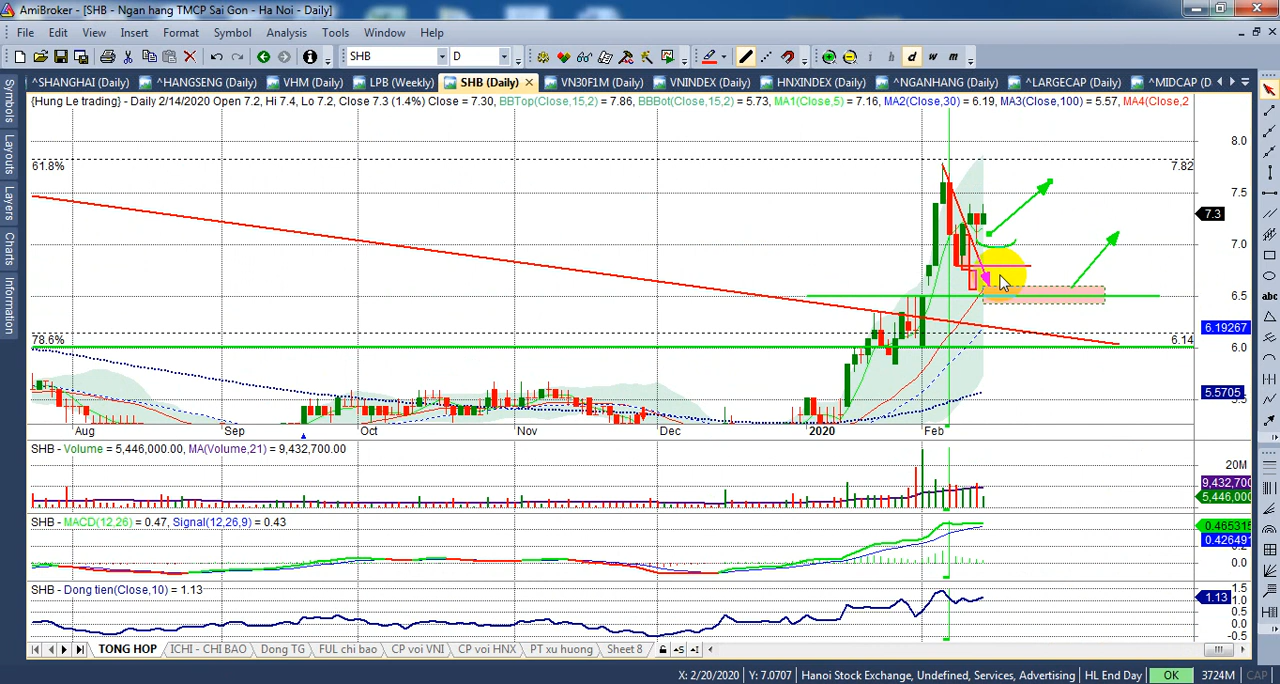 AmiBroker - [SHB - Ngan hang TMCP Sai Gon - Ha Noi - Daily]
File Edit View Insert Format Symbol Analysis Tools Window Help
SHB D i h d w m
^SHANGHAI (Daily) ^HANGSENG (Daily) VHM (Daily) LPB (Weekly) SHB (Daily) VN30F1M (Daily) VNINDEX (Daily) HNXINDEX (Daily) ^NGANHANG (Daily) ^LARGECAP (Daily) ^MIDCAP (D
Symbols
Layouts
Layers
Charts
Information
{Hung Le trading} - Daily 2/14/2020 Open 7.2, Hi 7.4, Lo 7.2, Close 7.3 (1.4%) Close = 7.30, BBTop(Close,15,2) = 7.86, BBBot(Close,15,2) = 5.73, MA1(Close,5) = 7.16, MA2(Close,30) = 6.19, MA3(Close,100) = 5.57, MA4(Close,2
8.0
61.8% 7.82
7.5
7.3
7.0
6.5
6.19267
78.6% 6.14
6.0
5.5705
abc
Aug Sep Oct Nov Dec 2020 Feb
SHB - Volume = 5,446,000.00, MA(Volume,21) = 9,432,700.00
20M
9,432,700
5,446,000
SHB - MACD(12,26) = 0.47, Signal(12,26,9) = 0.43
0.465315
0.426491
0.0
SHB - Dong tien(Close,10) = 1.13
1.5
1.13
1.0
0.5
0.0
-0.5
TONG HOP ICHI - CHI BAO Dong TG FUL chi bao CP voi VNI CP voi HNX PT xu huong Sheet 8
X: 2/20/2020 Y: 7.0707 Hanoi Stock Exchange, Undefined, Services, Advertising HL End Day OK 3724M CAP